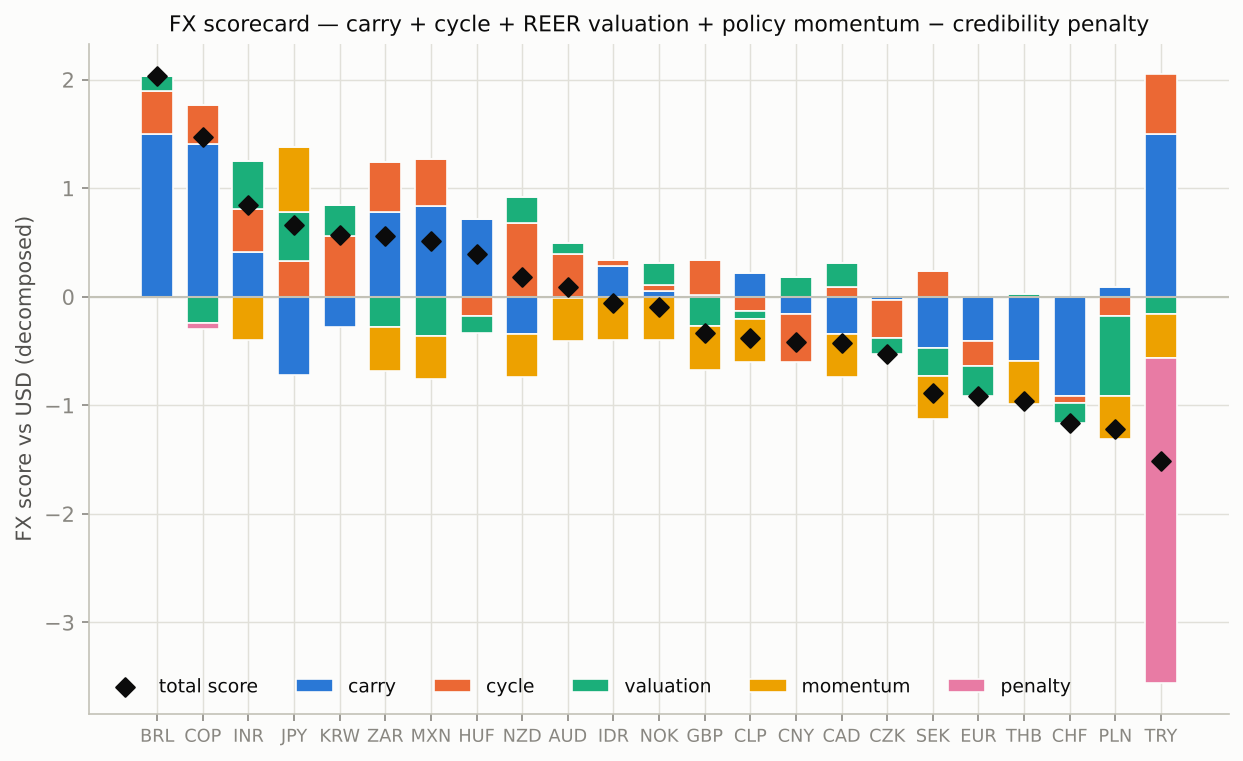 FX scorecard — carry + cycle + REER valuation + policy momentum − credibility penalty
FX score vs USD (decomposed)
2
1
0
−1
−2
−3
total score carry cycle valuation momentum penalty
BRL COP INR JPY KRW ZAR MXN HUF NZD AUD IDR NOK GBP CLP CNY CAD CZK SEK EUR THB CHF PLN TRY